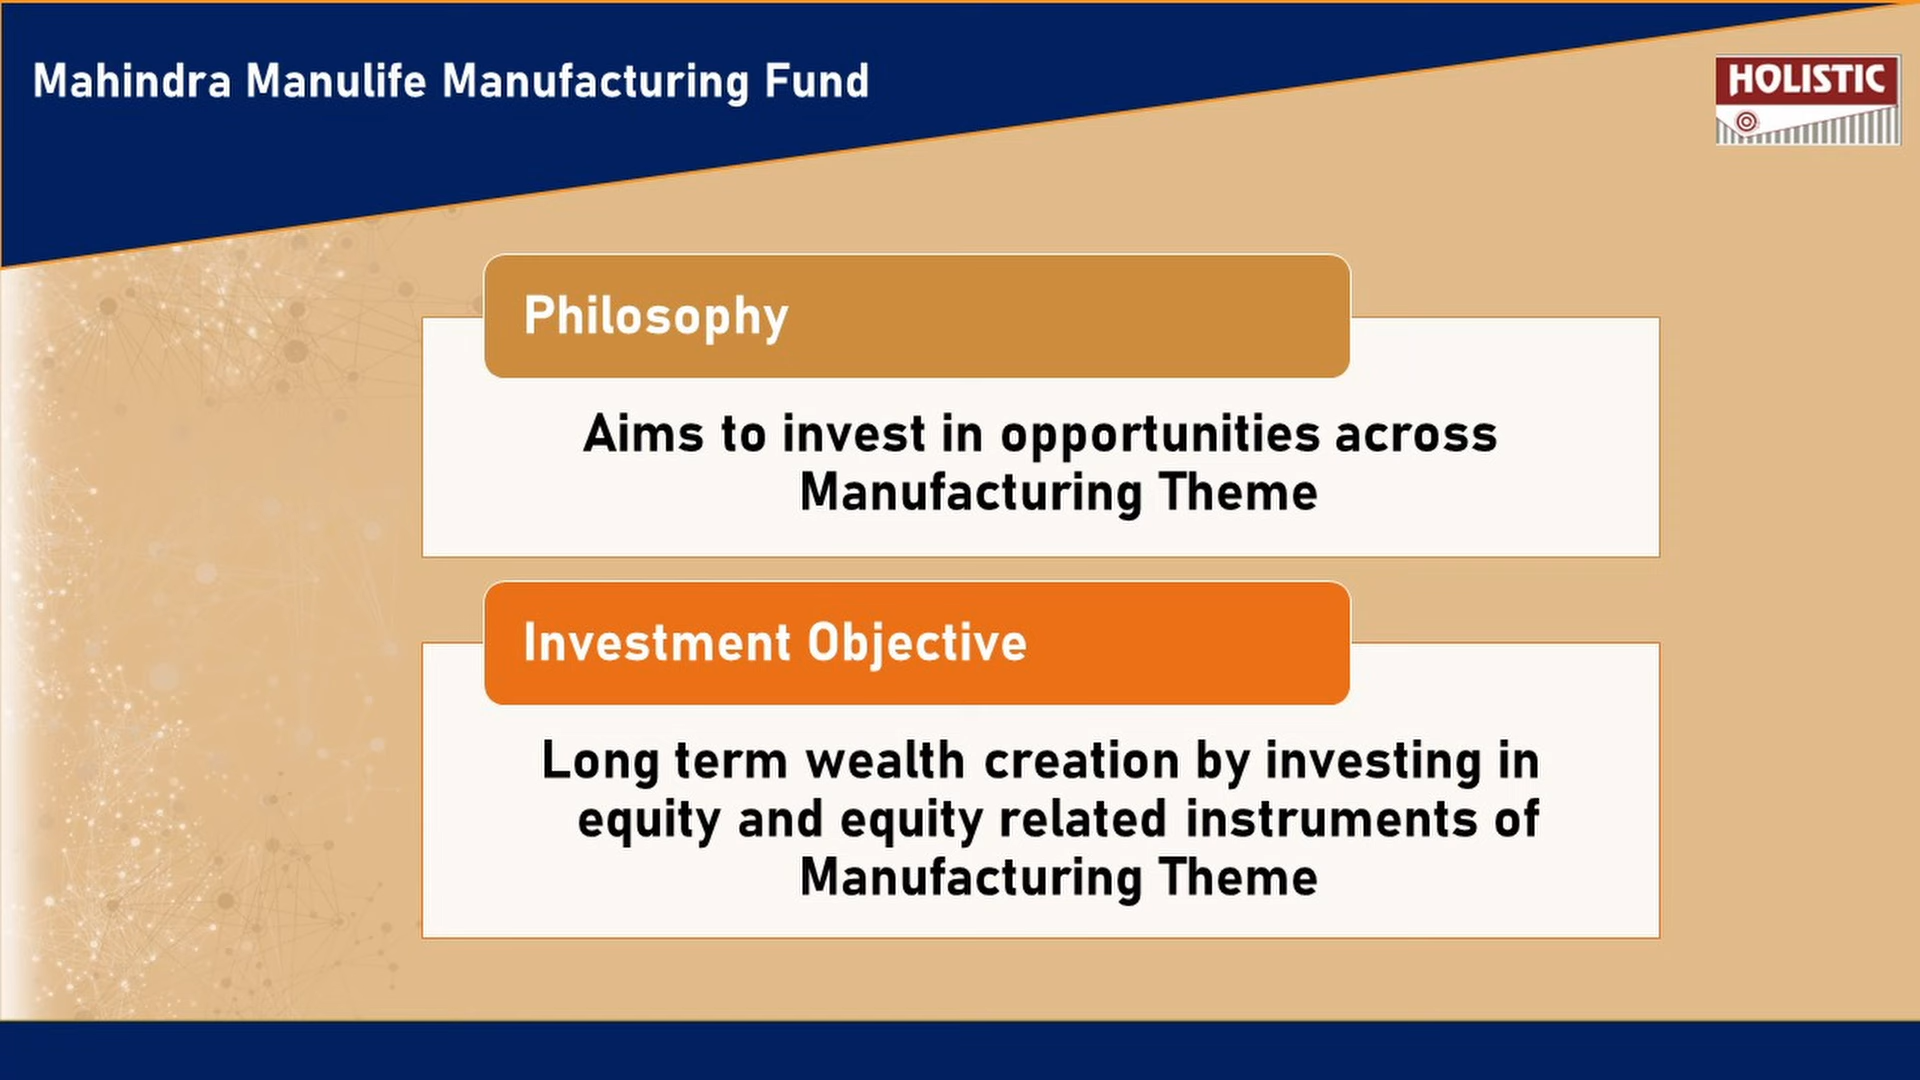 Mahindra Manulife Manufacturing Fund
HOLISTIC
Philosophy
Aims to invest in opportunities across
Manufacturing Theme
Investment Objective
Long term wealth creation by investing in
equity and equity related instruments of
Manufacturing Theme